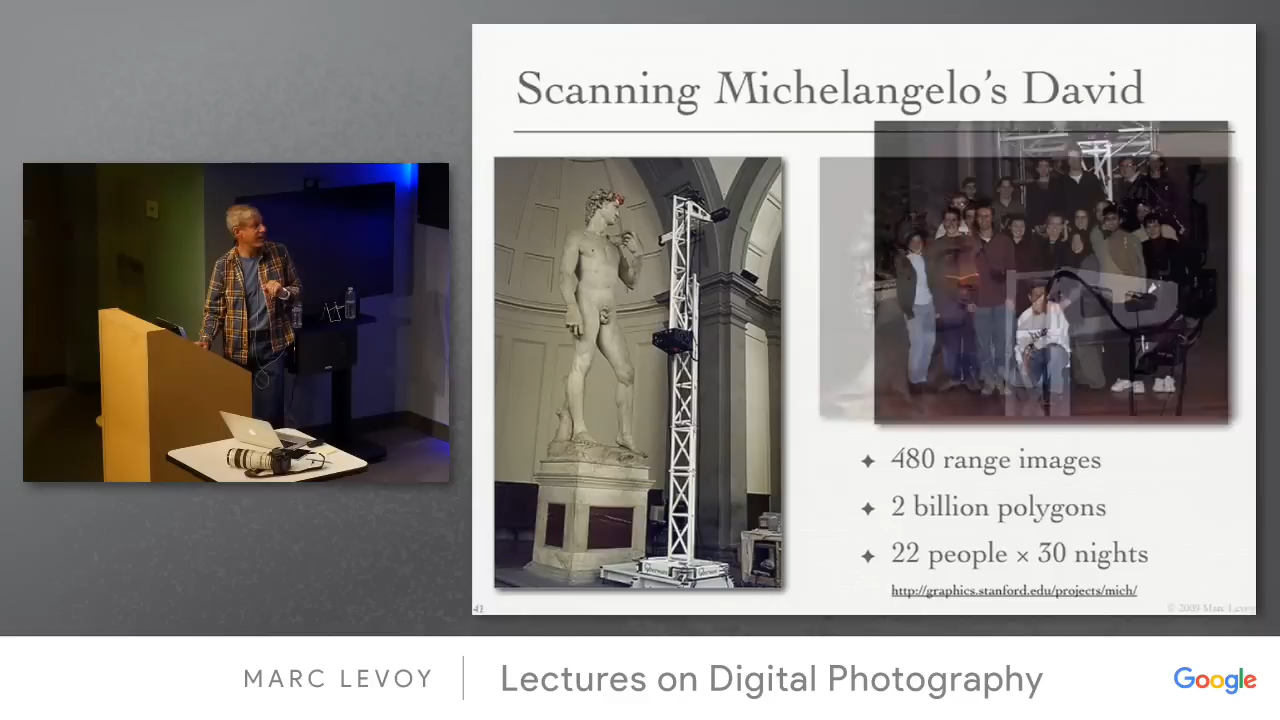 Scanning Michelangelo's David
✦ 480 range images
✦ 2 billion polygons
✦ 22 people × 30 nights
http://graphics.stanford.edu/projects/mich/
41
© 2009 Marc Levoy
MARC LEVOY
Lectures on Digital Photography
Google